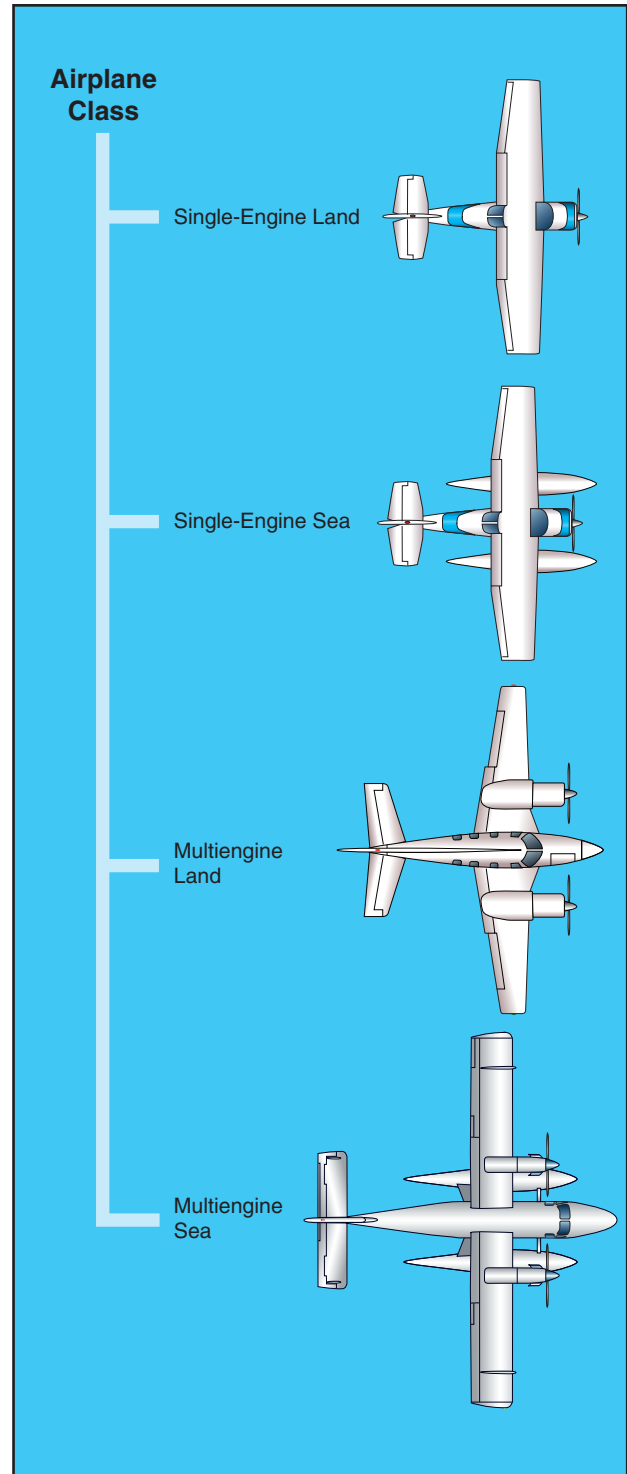 Airplane
Class
Single-Engine Land
Single-Engine Sea
Multiengine
Land
Multiengine
Sea